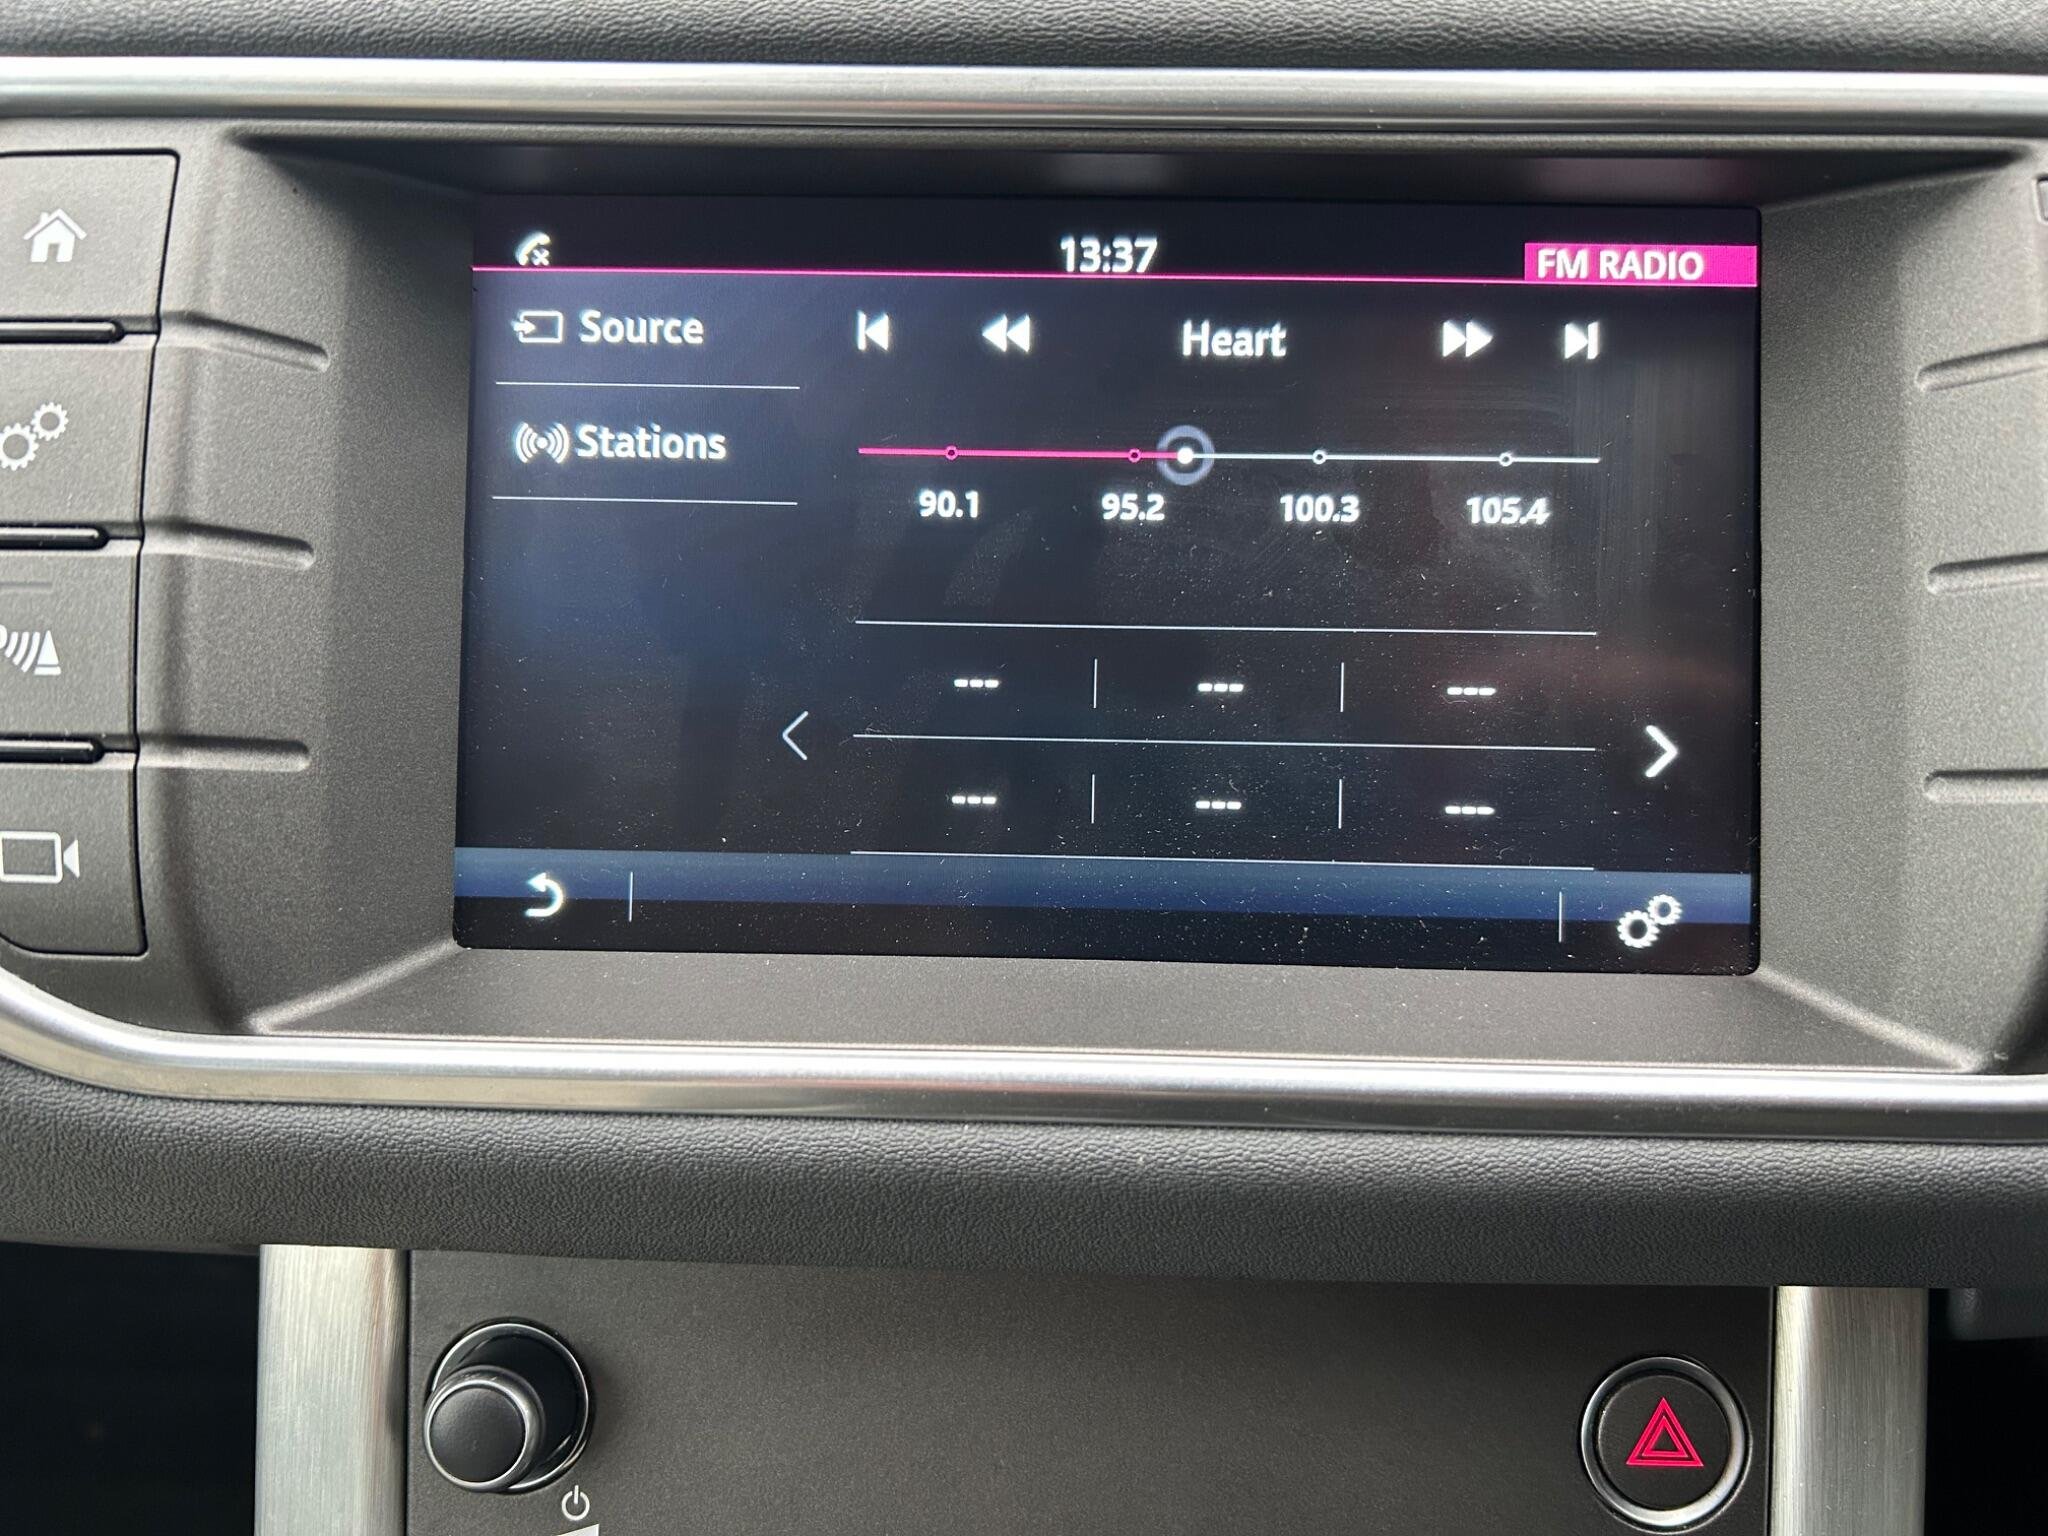 13:37
FM RADIO
Source
Heart
Stations
90.1 95.2 100.3 105.4
--- --- ---
--- --- ---